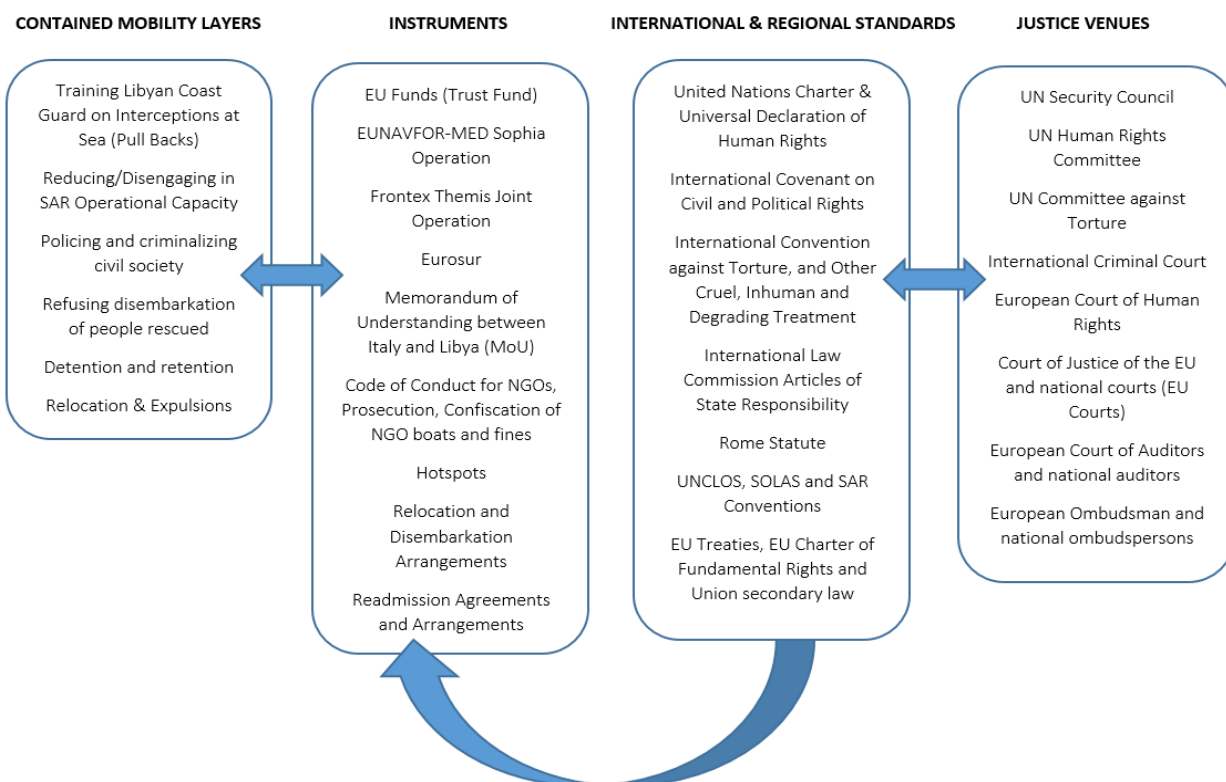 CONTAINED MOBILITY LAYERS
Training Libyan Coast
Guard on Interceptions at
Sea (Pull Backs)
Reducing/Disengaging in
SAR Operational Capacity
Policing and criminalizing
civil society
Refusing disembarkation
of people rescued
Detention and retention
Relocation & Expulsions
INSTRUMENTS
EU Funds (Trust Fund)
EUNAVFOR-MED Sophia
Operation
Frontex Themis Joint
Operation
Eurosur
Memorandum of
Understanding between
Italy and Libya (MoU)
Code of Conduct for NGOs,
Prosecution, Confiscation of
NGO boats and fines
Hotspots
Relocation and
Disembarkation
Arrangements
Readmission Agreements
and Arrangements
INTERNATIONAL & REGIONAL STANDARDS
United Nations Charter &
Universal Declaration of
Human Rights
International Covenant on
Civil and Political Rights
International Convention
against Torture, and Other
Cruel, Inhuman and
Degrading Treatment
International Law
Commission Articles of
State Responsibility
Rome Statute
UNCLOS, SOLAS and SAR
Conventions
EU Treaties, EU Charter of
Fundamental Rights and
Union secondary law
JUSTICE VENUES
UN Security Council
UN Human Rights
Committee
UN Committee against
Torture
International Criminal Court
European Court of Human
Rights
Court of Justice of the EU
and national courts (EU
Courts)
European Court of Auditors
and national auditors
European Ombudsman and
national ombudspersons